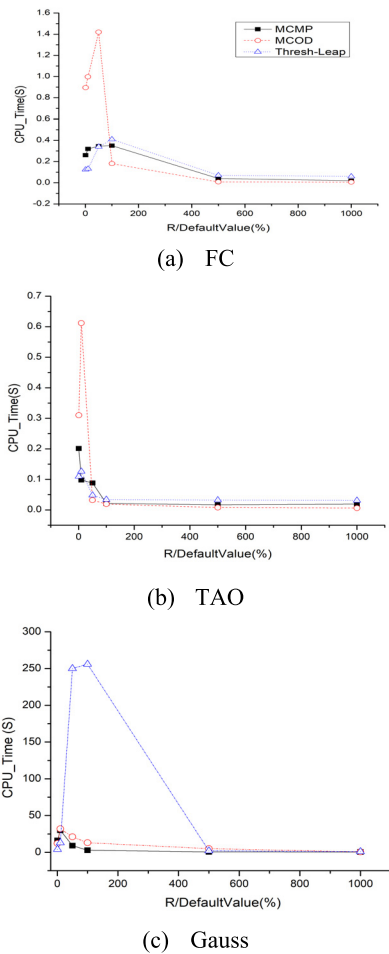 1.6
1.4
1.2
1.0
0.8
0.6
0.4
0.2
0.0
-0.2
CPU_Time(S)
MCMP
MCOD
Thresh-Leap
0 200 400 600 800 1000
R/DefaultValue(%)
(a) FC
0.7
0.6
0.5
0.4
0.3
0.2
0.1
0.0
CPU_Time(S)
0 200 400 600 800 1000
R/DefaultValue(%)
(b) TAO
300
250
200
150
100
50
0
CPU_Time (S)
0 200 400 600 800 1000
R/DefaultValue(%)
(c) Gauss